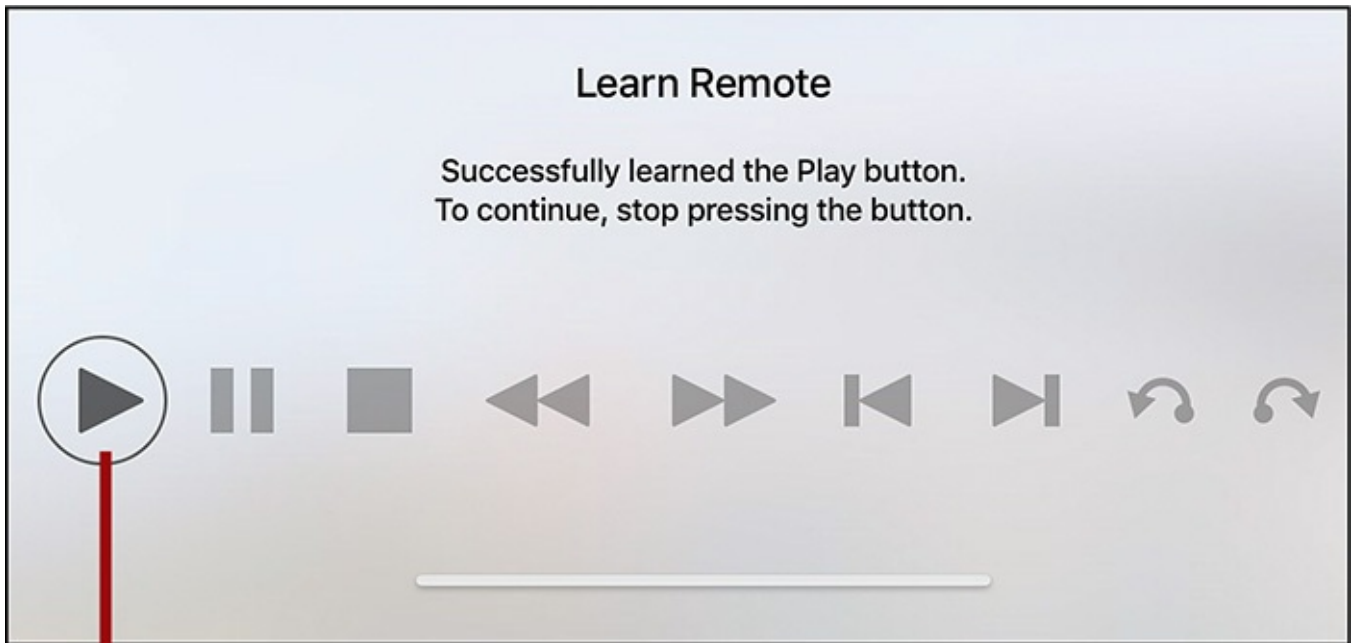 Learn Remote
Successfully learned the Play button.
To continue, stop pressing the button.